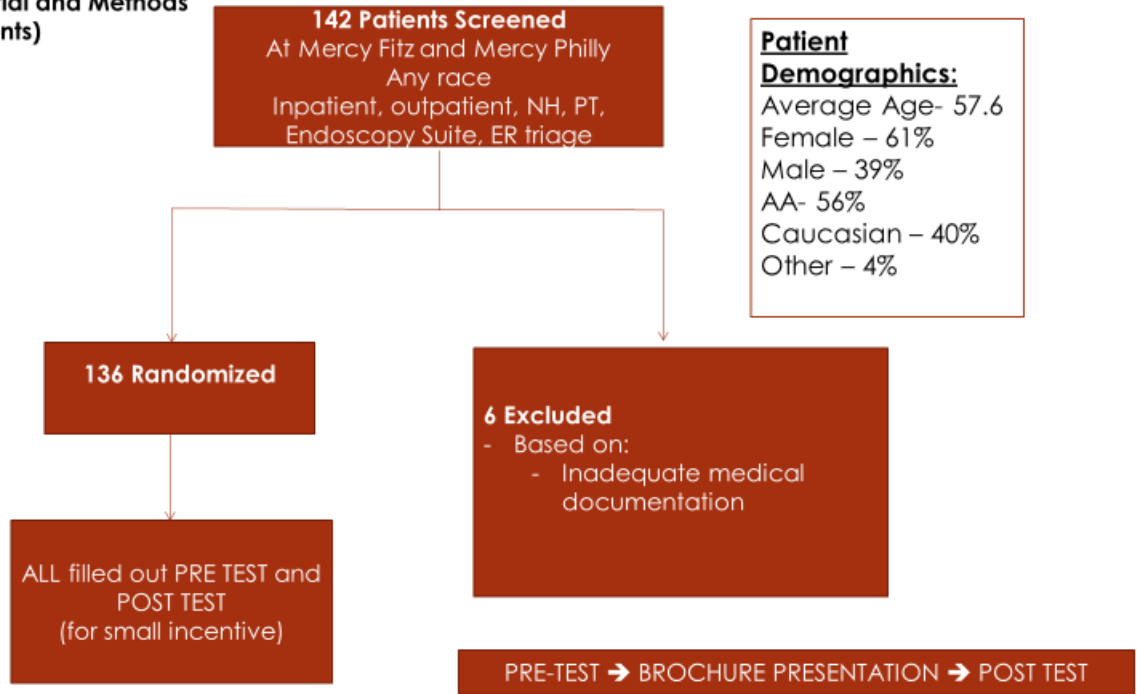 and Methods
142 Patients Screened
At Mercy Fitz and Mercy Philly
Any race
Inpatient, outpatient, NH, PT,
Endoscopy Suite, ER triage
Patient
Demographics:
Average Age- 57.6
Female – 61%
Male – 39%
AA- 56%
Caucasian – 40%
Other – 4%
136 Randomized
6 Excluded
- Based on:
- Inadequate medical
documentation
ALL filled out PRE TEST and
POST TEST
(for small incentive)
PRE-TEST ➔ BROCHURE PRESENTATION ➔ POST TEST